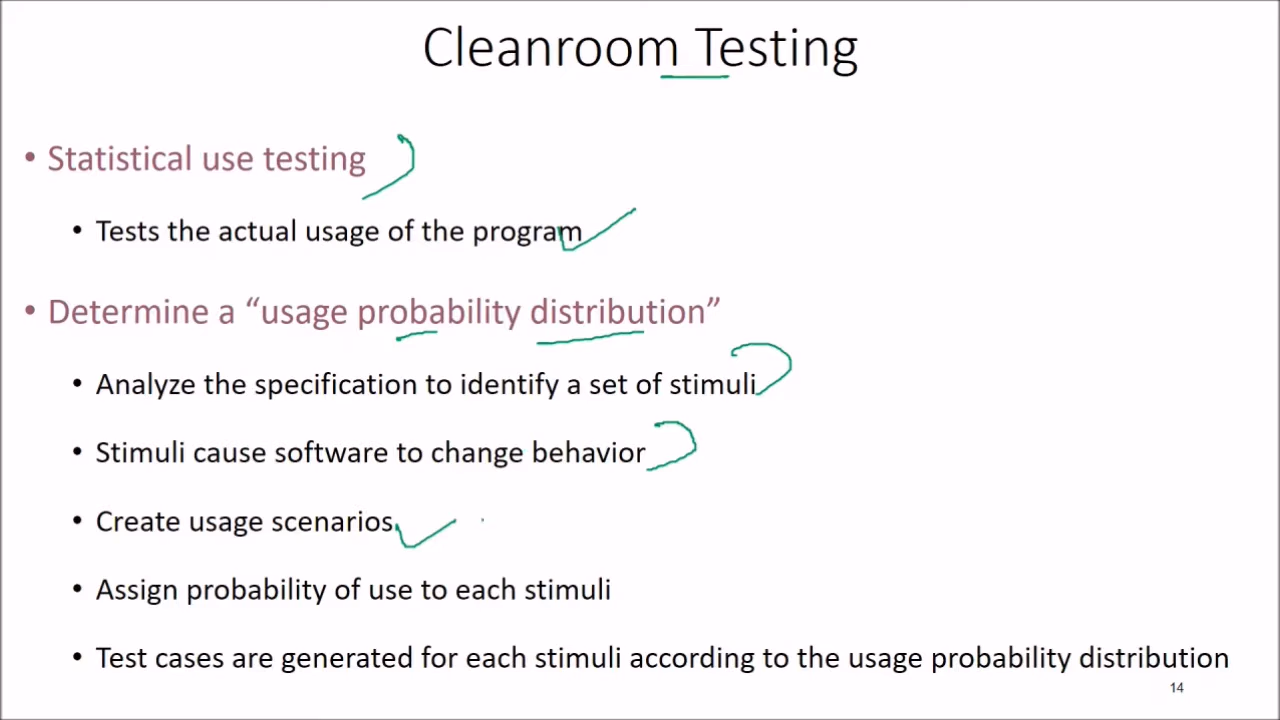 Cleanroom Testing
• Statistical use testing
• Tests the actual usage of the program
• Determine a “usage probability distribution”
• Analyze the specification to identify a set of stimuli
• Stimuli cause software to change behavior
• Create usage scenarios
• Assign probability of use to each stimuli
• Test cases are generated for each stimuli according to the usage probability distribution
14